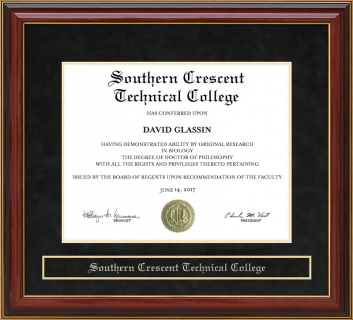 Southern Crescent
Technical College
HAS CONFERRED UPON
DAVID GLASSIN
HAVING DEMONSTRATED ABILITY BY ORIGINAL RESEARCH
IN BIOLOGY
THE DEGREE OF DOCTOR OF PHILOSOPHY
WITH ALL THE RIGHTS AND PRIVILEGES THERETO PERTAINING
ISSUED BY THE BOARD OF REGENTS UPON RECOMMENDATION OF THE FACULTY
JUNE 14, 2017
PROVOST
PRESIDENT
Southern Crescent Technical College